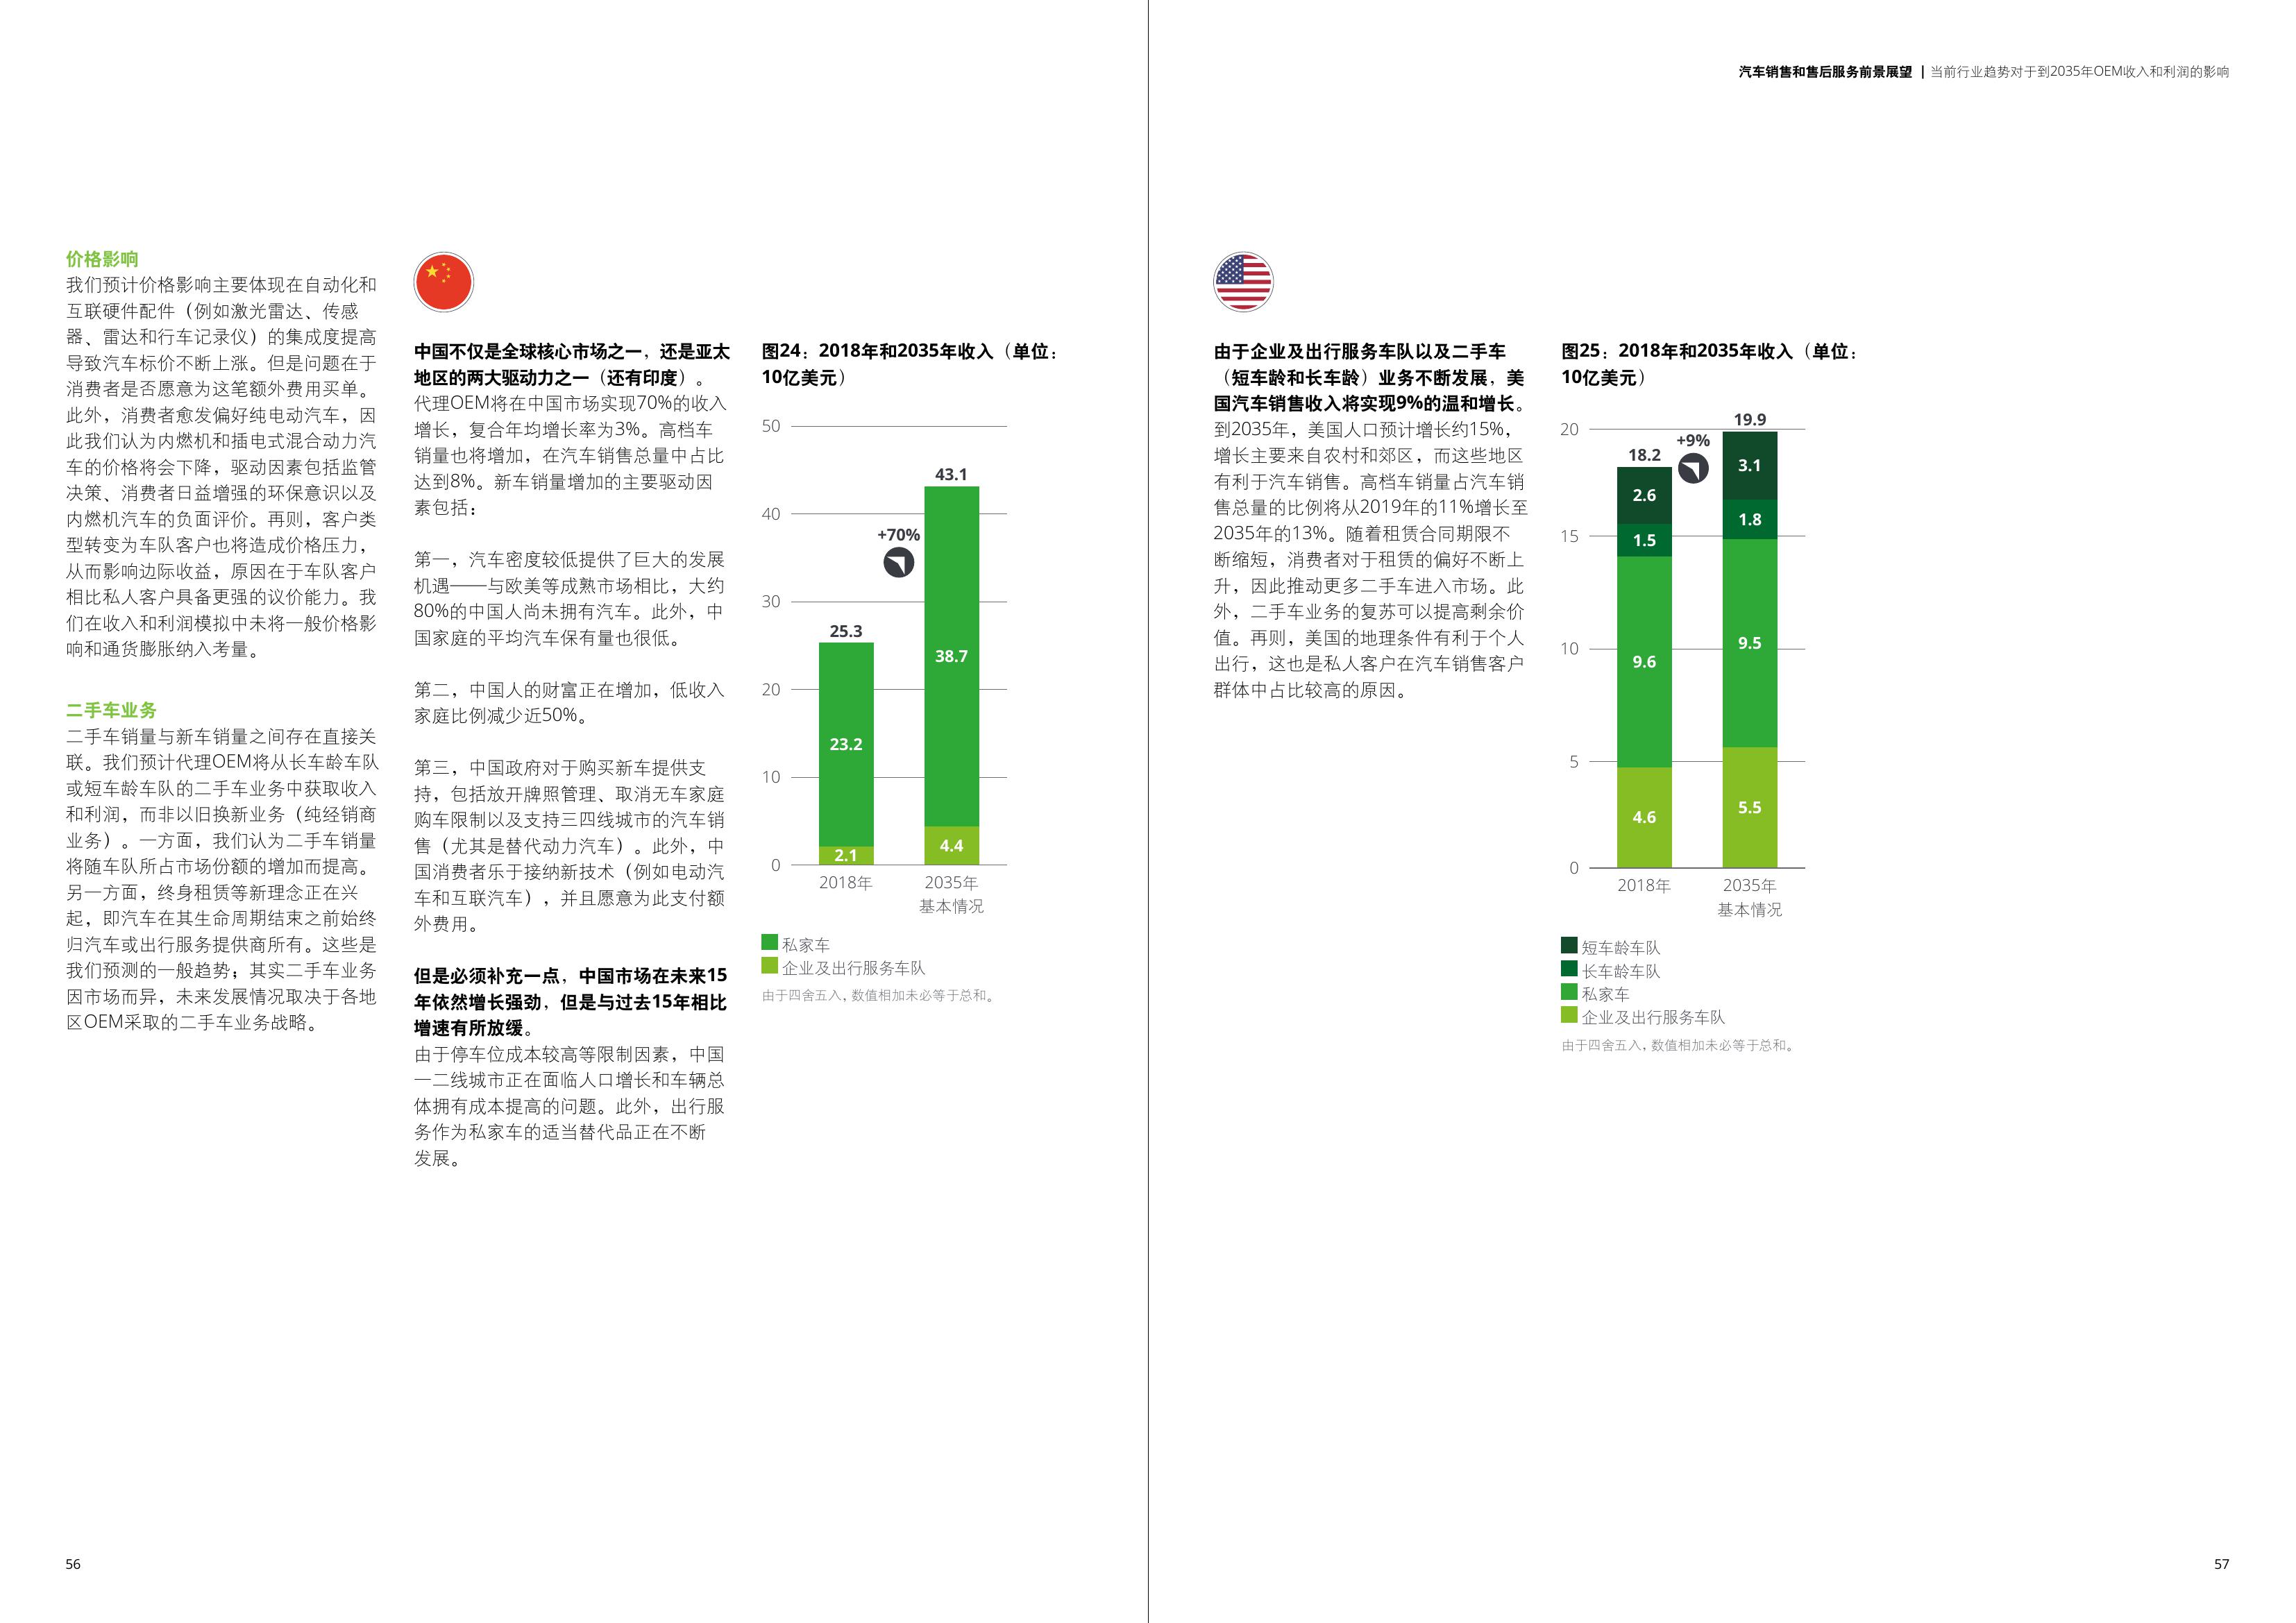 汽车销售和售后服务前景展望 | 当前行业趋势对于到2035年OEM收入和利润的影响
价格影响
我们预计价格影响主要体现在自动化和
互联硬件配件（例如激光雷达、传感
器、雷达和行车记录仪）的集成度提高
导致汽车标价不断上涨。但是问题在于
消费者是否愿意为这笔额外费用买单。
此外，消费者愈发偏好纯电动汽车，因
此我们认为内燃机和插电式混合动力汽
车的价格将会下降，驱动因素包括监管
决策、消费者日益增强的环保意识以及
内燃机汽车的负面评价。再则，客户类
型转变为车队客户也将造成价格压力，
从而影响边际收益，原因在于车队客户
相比私人客户具备更强的议价能力。我
们在收入和利润模拟中未将一般价格影
响和通货膨胀纳入考量。
二手车业务
二手车销量与新车销量之间存在直接关
联。我们预计代理OEM将从长车龄车队
或短车龄车队的二手车业务中获取收入
和利润，而非以旧换新业务（纯经销商
业务）。一方面，我们认为二手车销量
将随车队所占市场份额的增加而提高。
另一方面，终身租赁等新理念正在兴
起，即汽车在其生命周期结束之前始终
归汽车或出行服务提供商所有。这些是
我们预测的一般趋势；其实二手车业务
因市场而异，未来发展情况取决于各地
区OEM采取的二手车业务战略。
中国不仅是全球核心市场之一，还是亚太
地区的两大驱动力之一（还有印度）。
代理OEM将在中国市场实现70%的收入
增长，复合年均增长率为3%。高档车
销量也将增加，在汽车销售总量中占比
达到8%。新车销量增加的主要驱动因
素包括：
第一，汽车密度较低提供了巨大的发展
机遇——与欧美等成熟市场相比，大约
80%的中国人尚未拥有汽车。此外，中
国家庭的平均汽车保有量也很低。
第二，中国人的财富正在增加，低收入
家庭比例减少近50%。
第三，中国政府对于购买新车提供支
持，包括放开牌照管理、取消无车家庭
购车限制以及支持三四线城市的汽车销
售（尤其是替代动力汽车）。此外，中
国消费者乐于接纳新技术（例如电动汽
车和互联汽车），并且愿意为此支付额
外费用。
但是必须补充一点，中国市场在未来15
年依然增长强劲，但是与过去15年相比
增速有所放缓。
由于停车位成本较高等限制因素，中国
一二线城市正在面临人口增长和车辆总
体拥有成本提高的问题。此外，出行服
务作为私家车的适当替代品正在不断
发展。
图24：2018年和2035年收入（单位：
10亿美元）
50
43.1
40
+70%
30
25.3
38.7
20
23.2
10
4.4
2.1
0
2018年
2035年
基本情况
私家车
企业及出行服务车队
由于四舍五入，数值相加未必等于总和。
由于企业及出行服务车队以及二手车
（短车龄和长车龄）业务不断发展，美
国汽车销售收入将实现9%的温和增长。
到2035年，美国人口预计增长约15%，
增长主要来自农村和郊区，而这些地区
有利于汽车销售。高档车销量占汽车销
售总量的比例将从2019年的11%增长至
2035年的13%。随着租赁合同期限不
断缩短，消费者对于租赁的偏好不断上
升，因此推动更多二手车进入市场。此
外，二手车业务的复苏可以提高剩余价
值。再则，美国的地理条件有利于个人
出行，这也是私人客户在汽车销售客户
群体中占比较高的原因。
图25：2018年和2035年收入（单位：
10亿美元）
19.9
20
+9%
18.2
3.1
2.6
1.8
15
1.5
10
9.5
9.6
5
5.5
4.6
0
2018年
2035年
基本情况
短车龄车队
长车龄车队
私家车
企业及出行服务车队
由于四舍五入，数值相加未必等于总和。
56
57